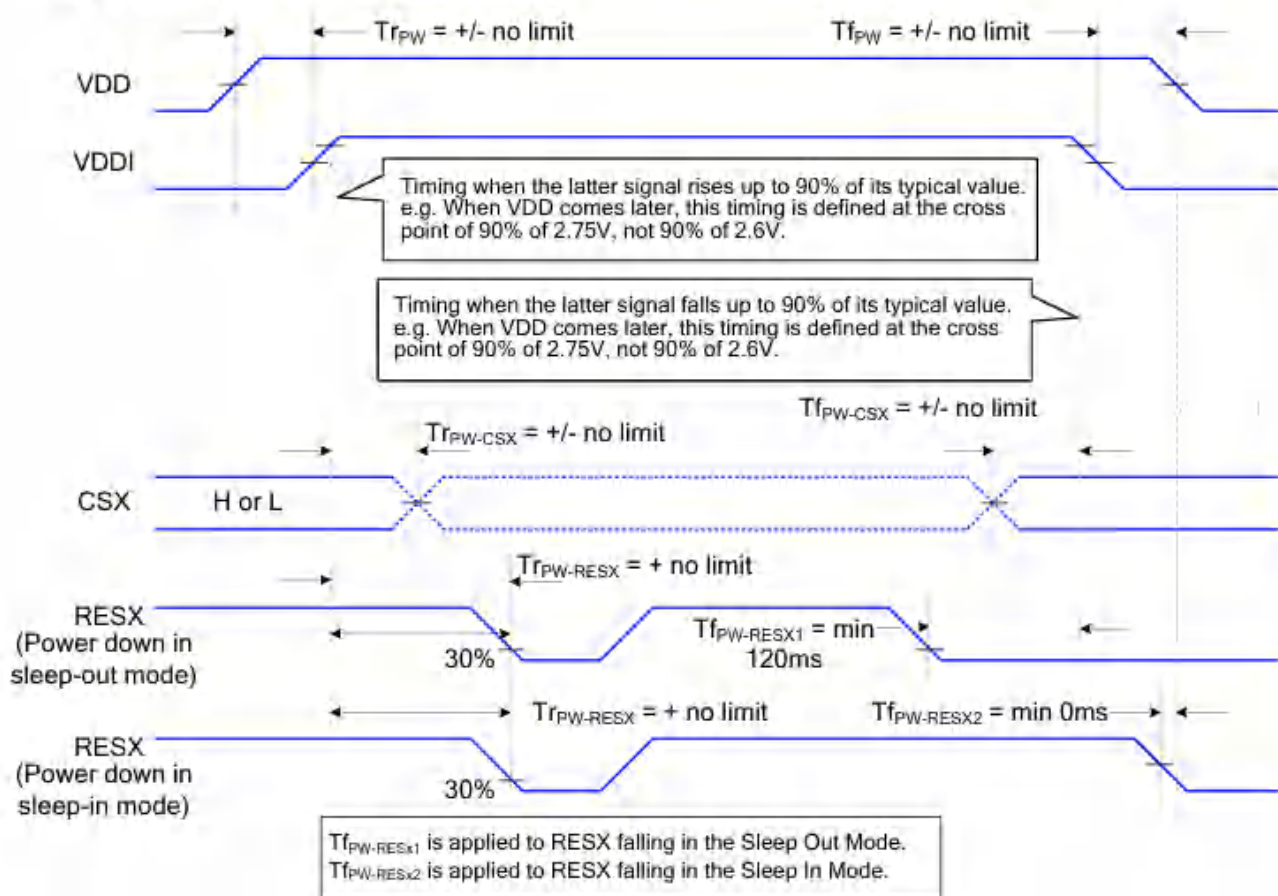 TrPW = +/- no limit
TfPW = +/- no limit
VDD
VDDI
Timing when the latter signal rises up to 90% of its typical value.
e.g. When VDD comes later, this timing is defined at the cross
point of 90% of 2.75V, not 90% of 2.6V.
Timing when the latter signal falls up to 90% of its typical value.
e.g. When VDD comes later, this timing is defined at the cross
point of 90% of 2.75V, not 90% of 2.6V.
TfPW-CSX = +/- no limit
TrPW-CSX = +/- no limit
CSX
H or L
TrPW-RESX = + no limit
RESX
(Power down in
sleep-out mode)
30%
TfPW-RESX1 = min
120ms
TrPW-RESX = + no limit
TfPW-RESX2 = min 0ms
RESX
(Power down in
sleep-in mode)
30%
TfPW-RESx1 is applied to RESX falling in the Sleep Out Mode.
TfPW-RESx2 is applied to RESX falling in the Sleep In Mode.